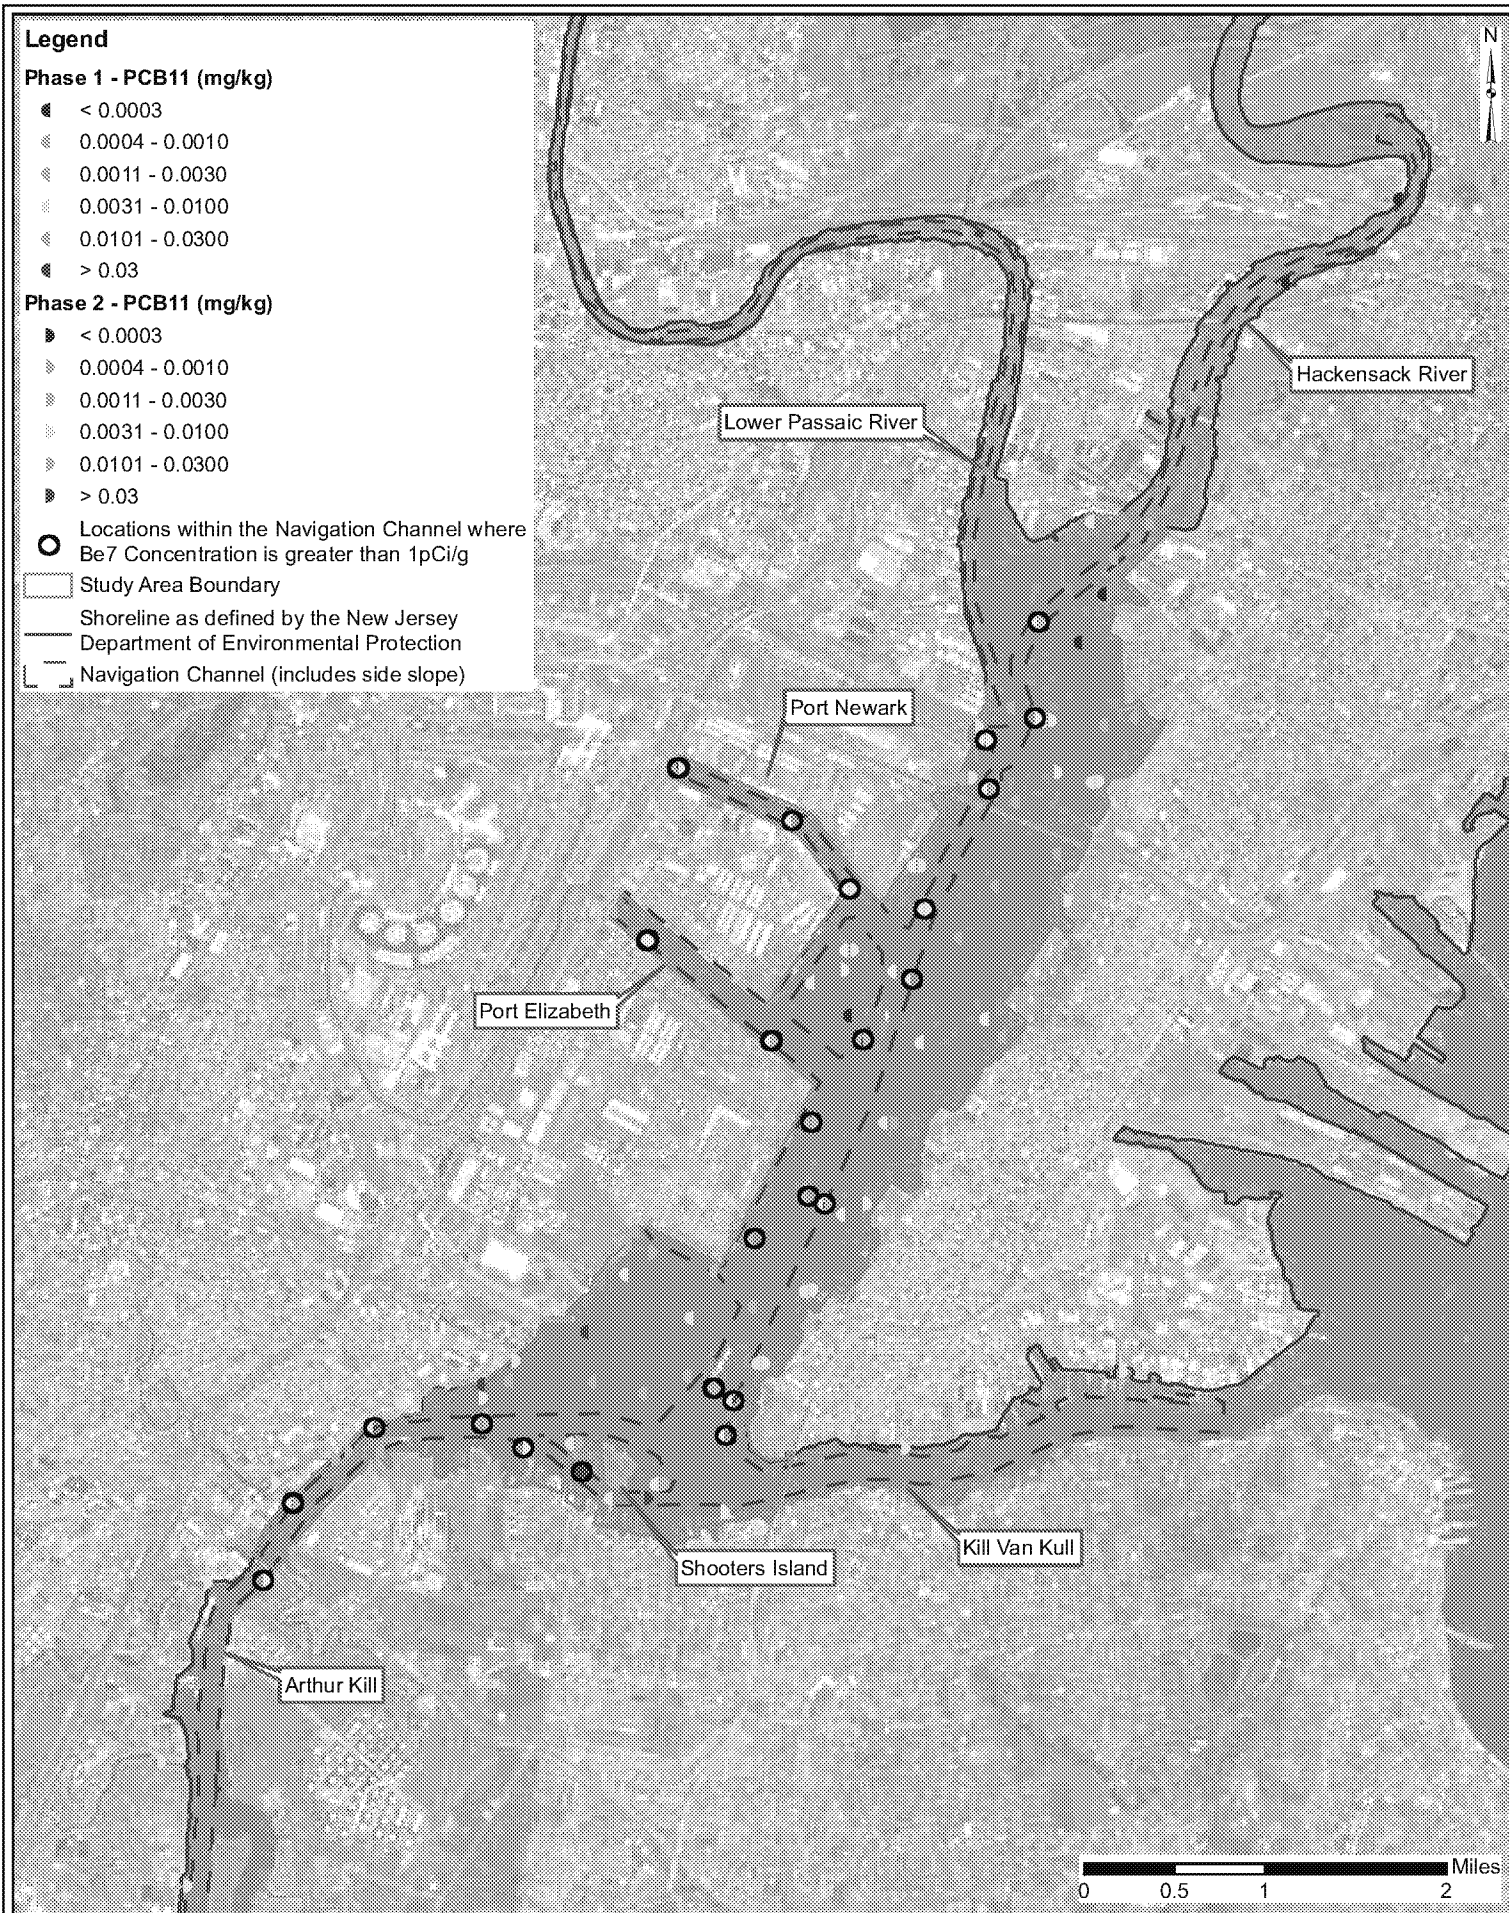 Legend
Phase 1 - PCB11 (mg/kg)
< 0.0003
0.0004 - 0.0010
0.0011 - 0.0030
0.0031 - 0.0100
0.0101 - 0.0300
> 0.03
Phase 2 - PCB11 (mg/kg)
< 0.0003
0.0004 - 0.0010
0.0011 - 0.0030
0.0031 - 0.0100
0.0101 - 0.0300
> 0.03
Locations within the Navigation Channel where
Be7 Concentration is greater than 1pCi/g
Study Area Boundary
Shoreline as defined by the New Jersey
Department of Environmental Protection
Navigation Channel (includes side slope)
N
Hackensack River
Lower Passaic River
Port Newark
Port Elizabeth
Kill Van Kull
Shooters Island
Arthur Kill
Miles
0 0.5 1 2